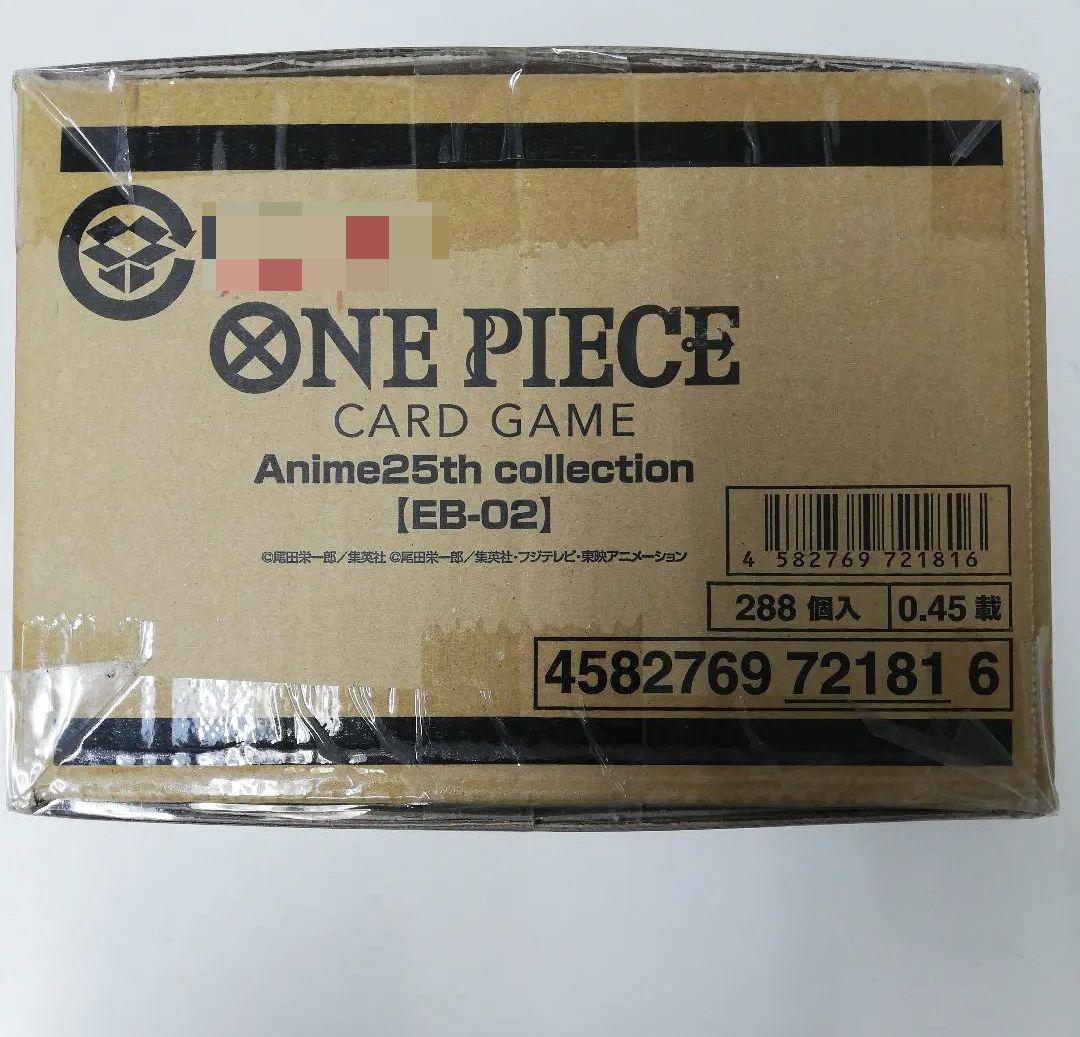 ONE PIECE
CARD GAME
Anime25th collection
【EB-02】
©尾田栄一郎／集英社 ©尾田栄一郎／集英社・フジテレビ・東映アニメーション
4 582769 721816
288 個入
0.45 載
4582769 72181 6